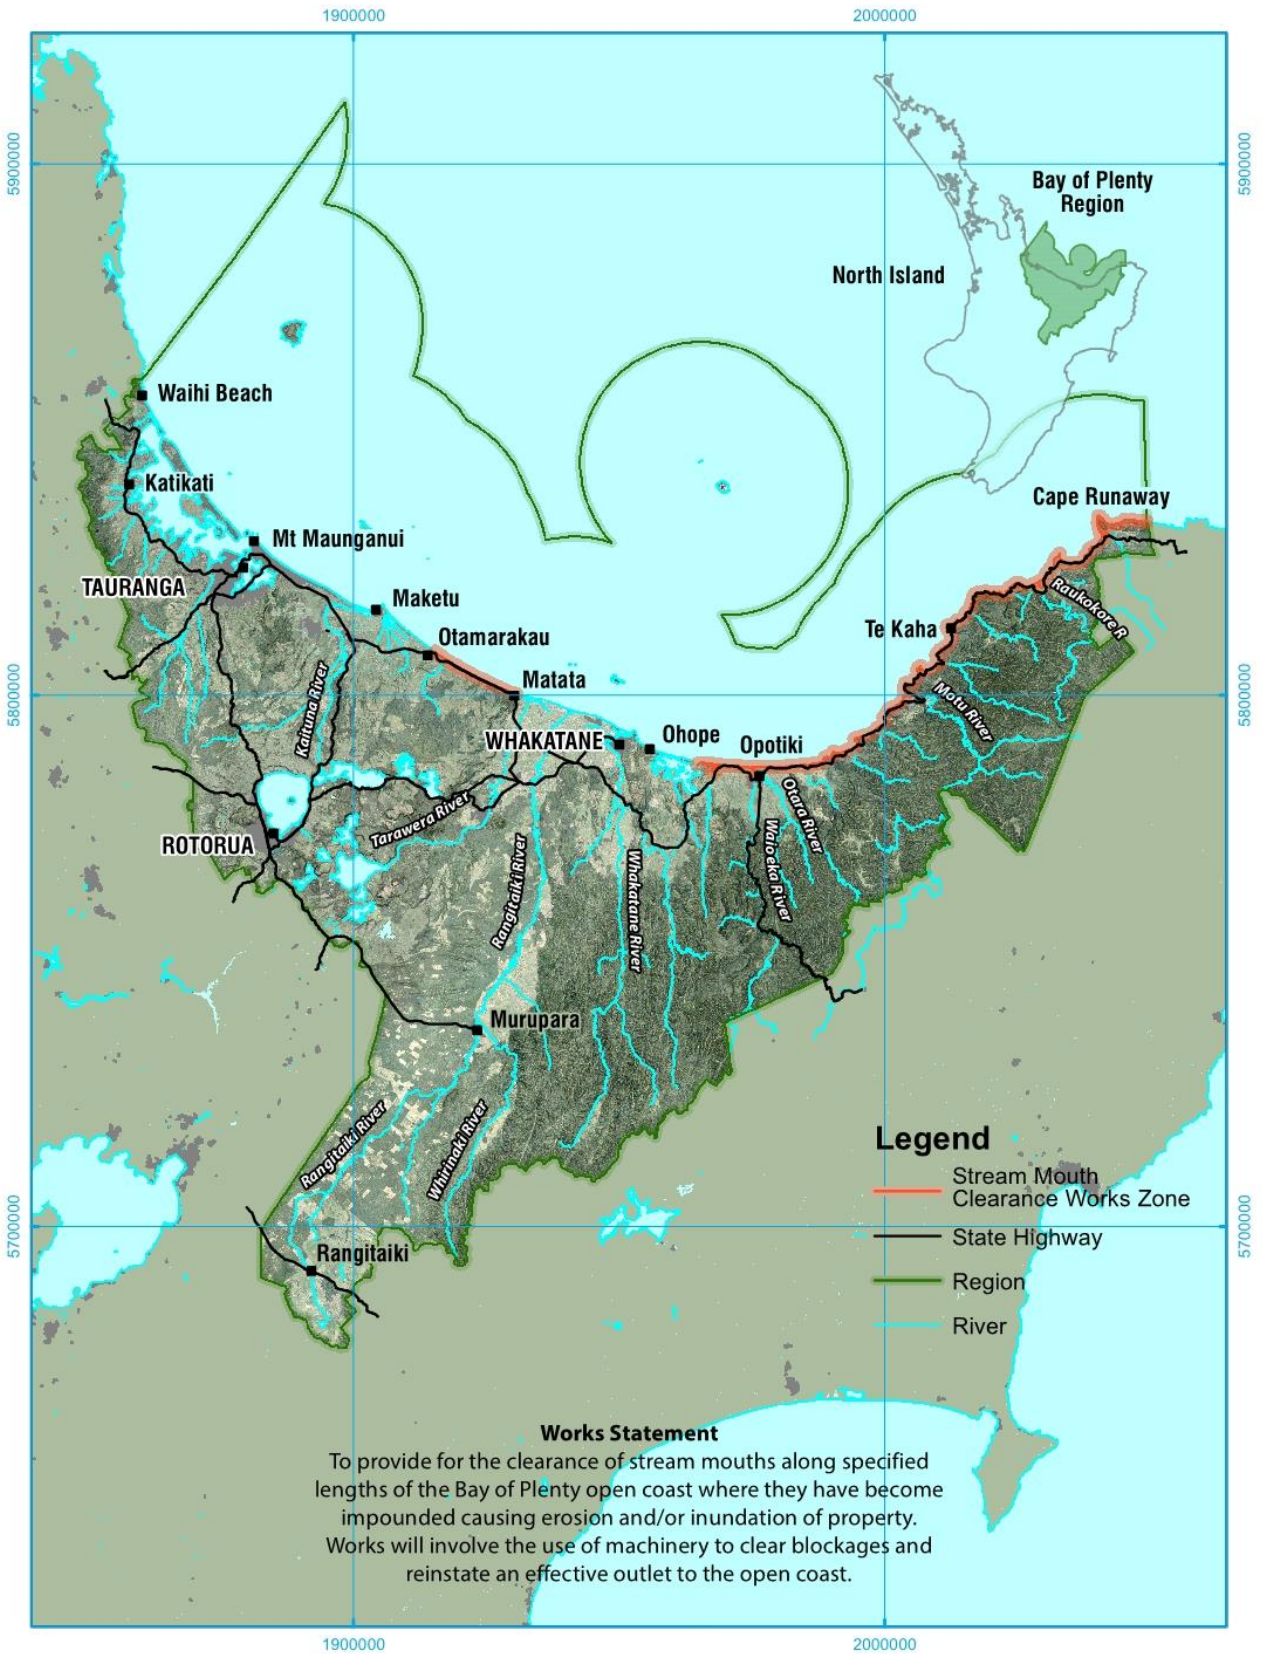 1900000
2000000
5900000
5900000
Bay of Plenty
Region
North Island
Waihi Beach
Katikati
Cape Runaway
Mt Maunganui
TAURANGA
Maketu
Raukokore R
Te Kaha
Otamarakau
Matata
5800000
5800000
Kaituna River
Motu River
WHAKATANE
Ohope
Opotiki
Otara River
Tarawera River
ROTORUA
Rangitaiki River
Whakatane River
Waioeka River
Murupara
Rangitaiki River
Whirinaki River
Legend
Stream Mouth
Clearance Works Zone
5700000
5700000
State Highway
Rangitaiki
Region
River
Works Statement
To provide for the clearance of stream mouths along specified
lengths of the Bay of Plenty open coast where they have become
impounded causing erosion and/or inundation of property.
Works will involve the use of machinery to clear blockages and
reinstate an effective outlet to the open coast.
1900000
2000000